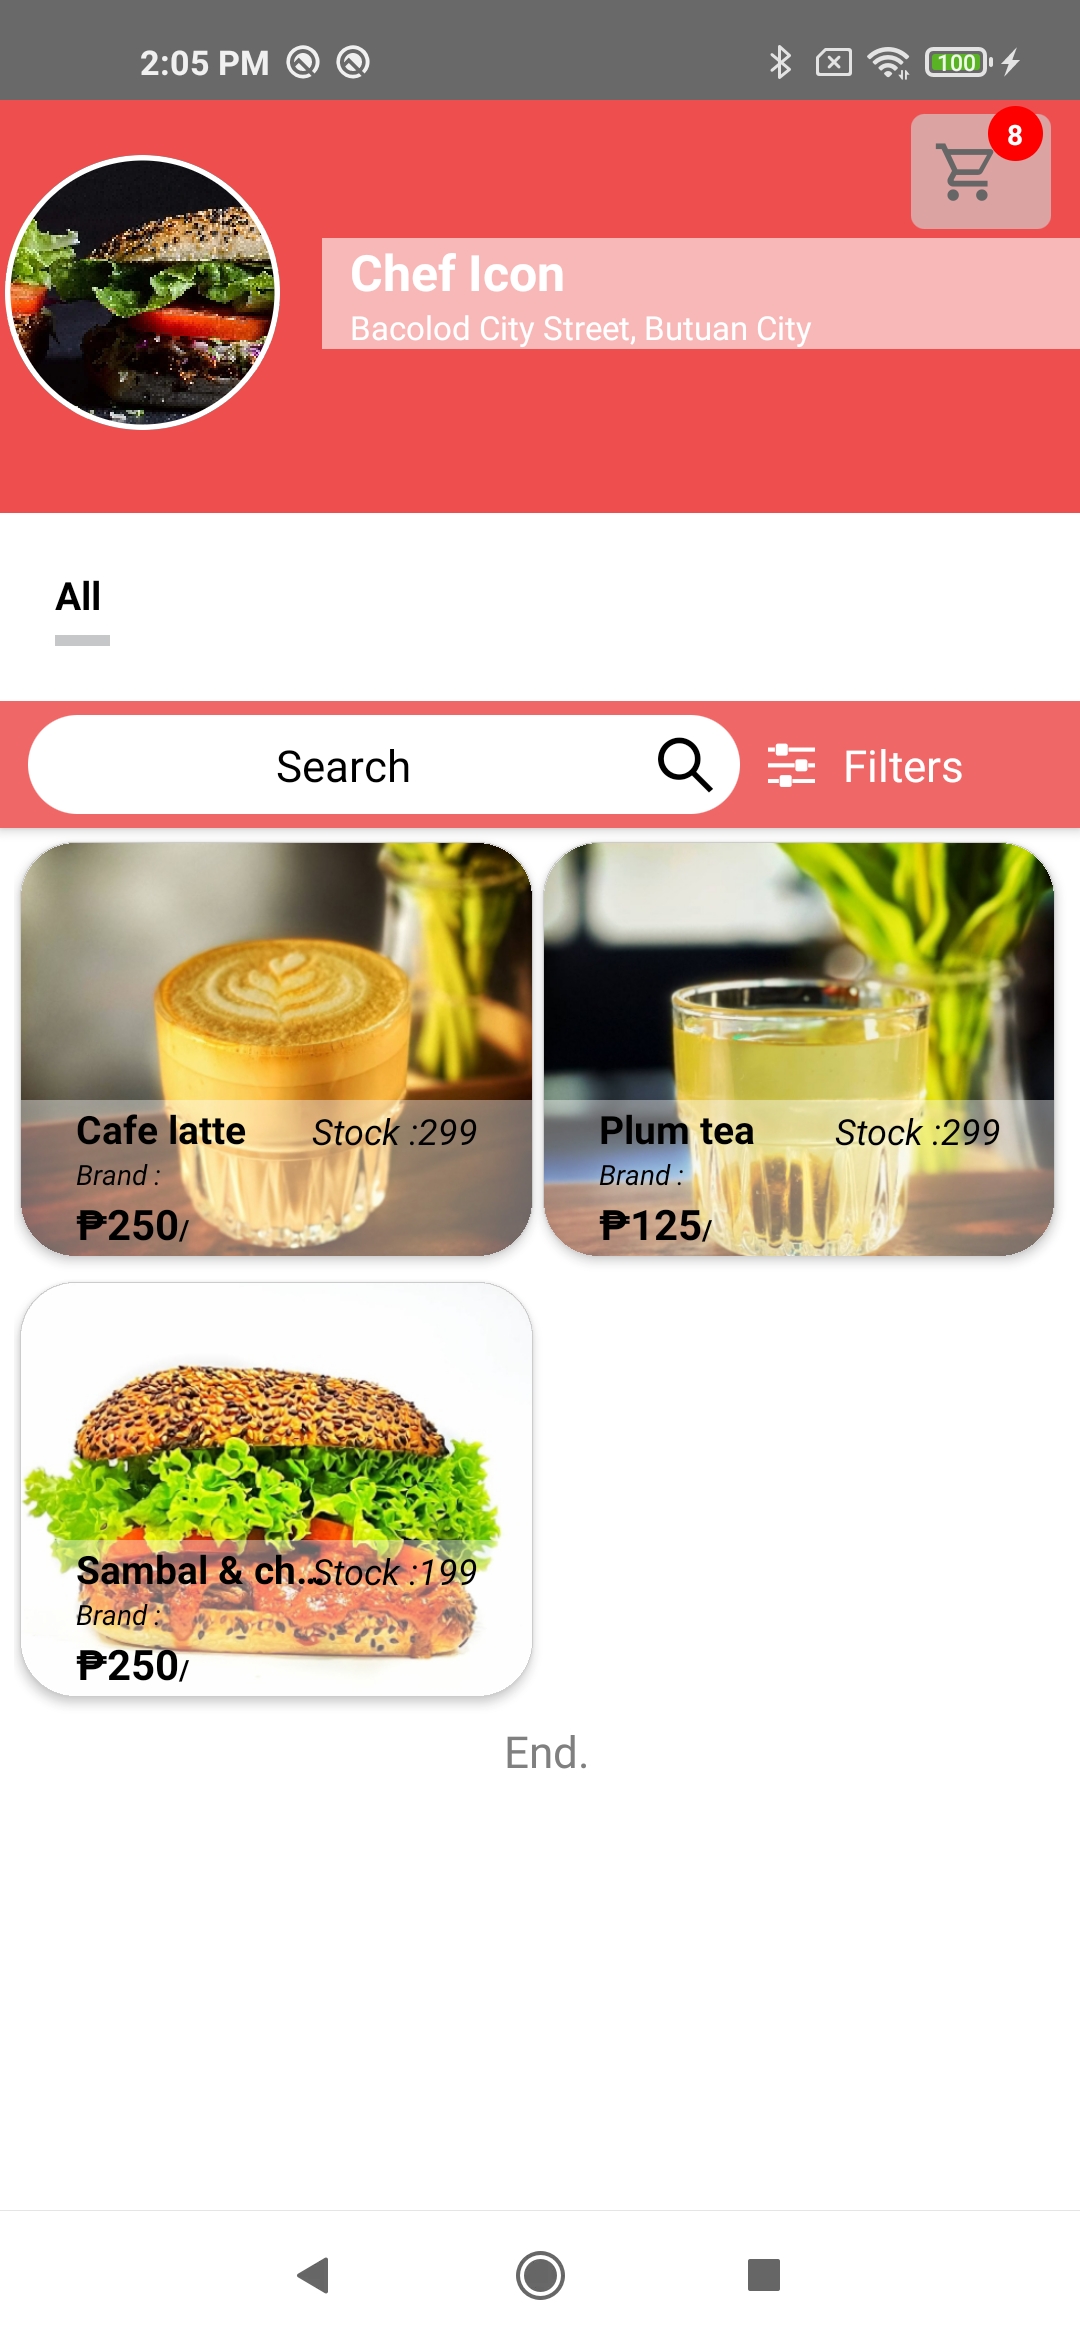 2:05 PM
100
8
Chef Icon
Bacolod City Street, Butuan City
All
Search
Filters
Cafe latte Stock :299
Brand :
₱250/
Plum tea Stock :299
Brand :
₱125/
Sambal & ch... Stock :199
Brand :
₱250/
End.